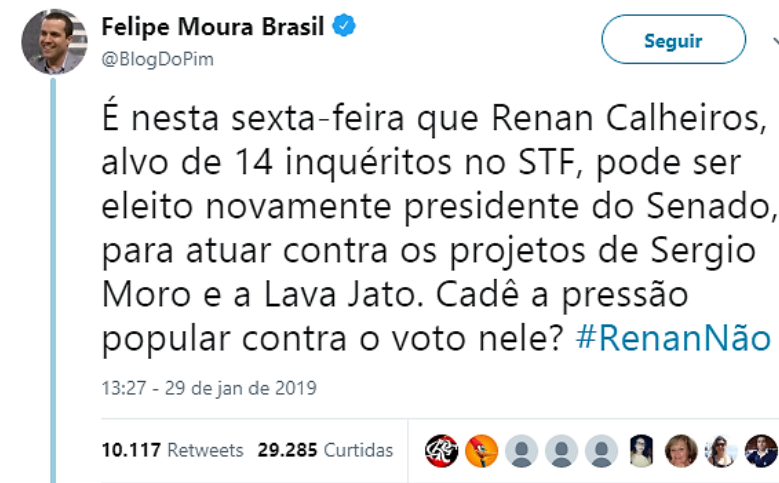 Felipe Moura Brasil
@BlogDoPim
Seguir
É nesta sexta-feira que Renan Calheiros,
alvo de 14 inquéritos no STF, pode ser
eleito novamente presidente do Senado,
para atuar contra os projetos de Sergio
Moro e a Lava Jato. Cadê a pressão
popular contra o voto nele? #RenanNão
13:27 - 29 de jan de 2019
10.117 Retweets 29.285 Curtidas